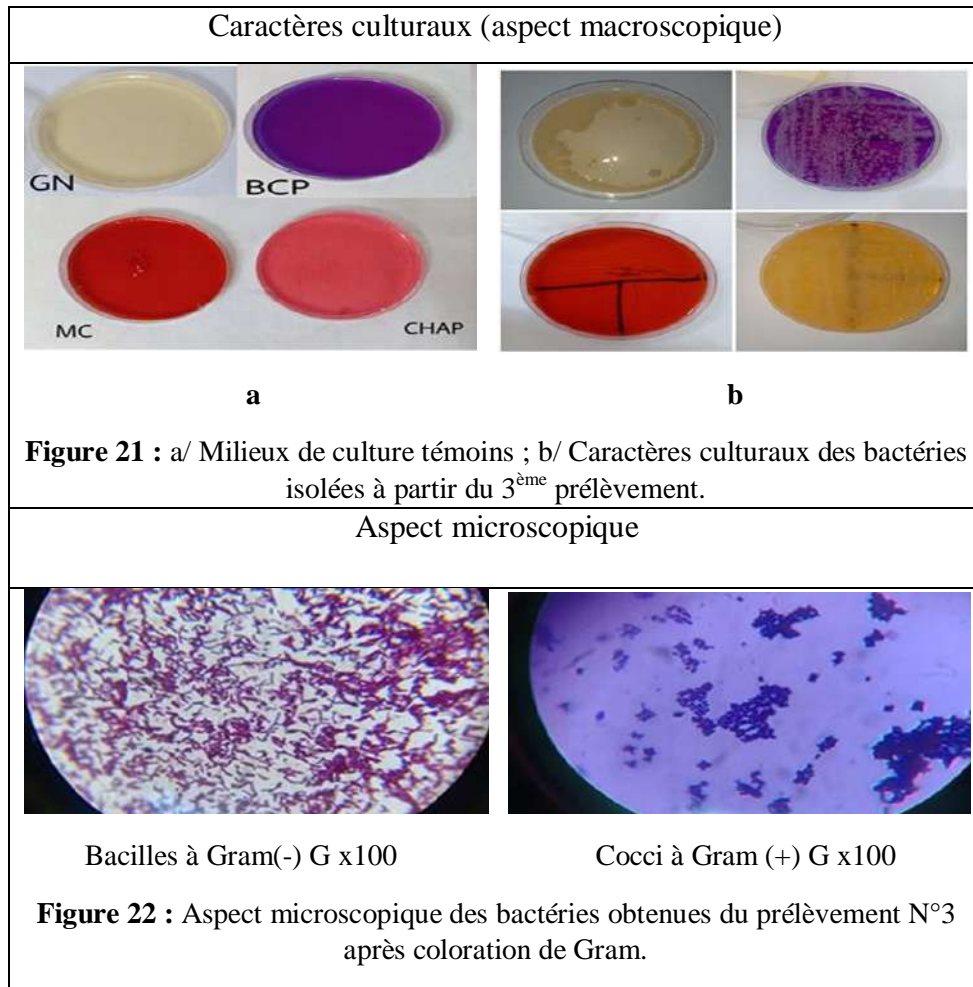 Caractères culturaux (aspect macroscopique)
GN
BCP
MC
CHAP
a
b
Figure 21 : a/ Milieux de culture témoins ; b/ Caractères culturaux des bactéries
isolées à partir du 3ème prélèvement.
Aspect microscopique
Bacilles à Gram(-) G x100
Cocci à Gram (+) G x100
Figure 22 : Aspect microscopique des bactéries obtenues du prélèvement N°3
après coloration de Gram.